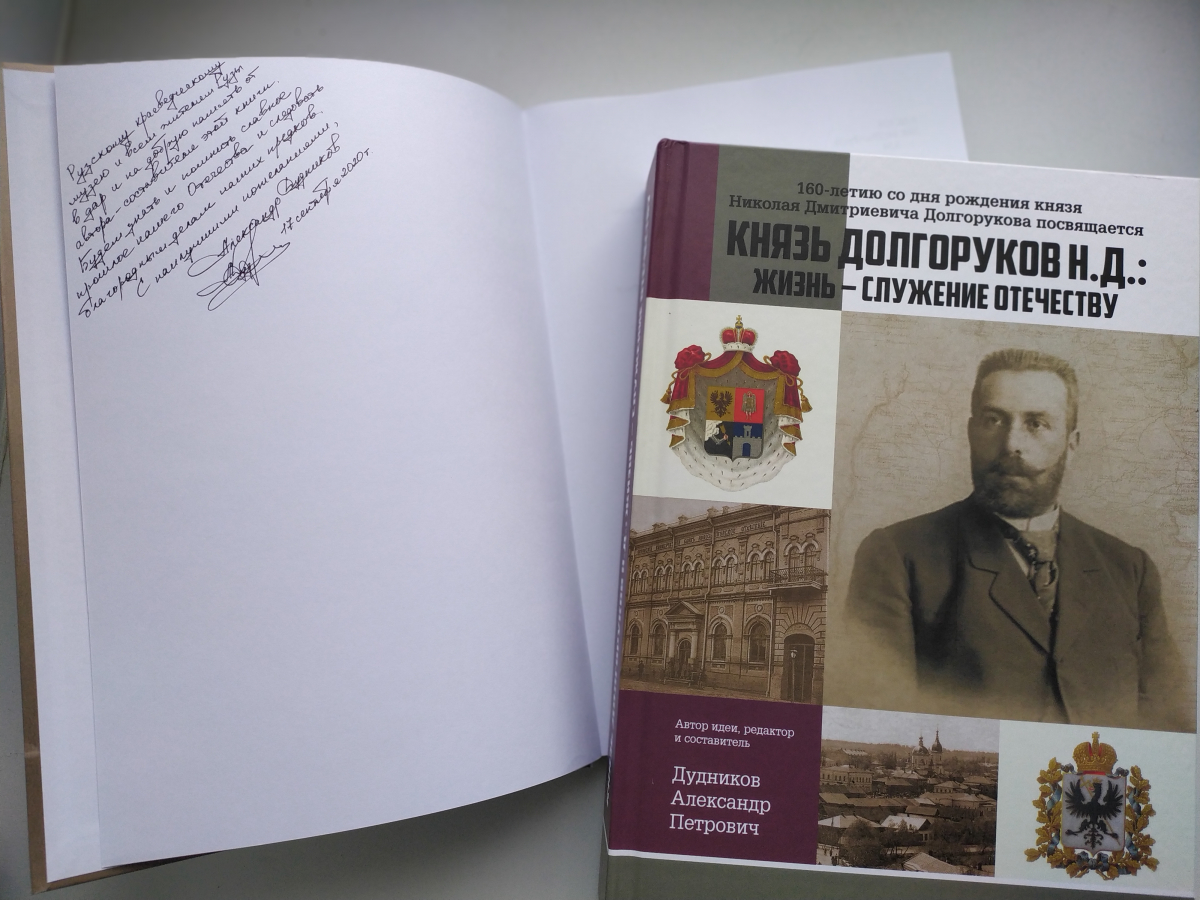 Рузскому краеведческому
музею и всем жителям Рузы
в дар и на добрую память от
автора-составителя этой книги.
Будем знать и помнить славное
прошлое нашего Отечества и следовать
благородным делам наших предков.
С наилучшими пожеланиями,
Александр Дудников
17 сентября 2020 г.
160-летию со дня рождения князя
Николая Дмитриевича Долгорукова посвящается
КНЯЗЬ ДОЛГОРУКОВ Н.Д.:
ЖИЗНЬ – СЛУЖЕНИЕ ОТЕЧЕСТВУ
Автор идеи, редактор
и составитель
Дудников
Александр
Петрович